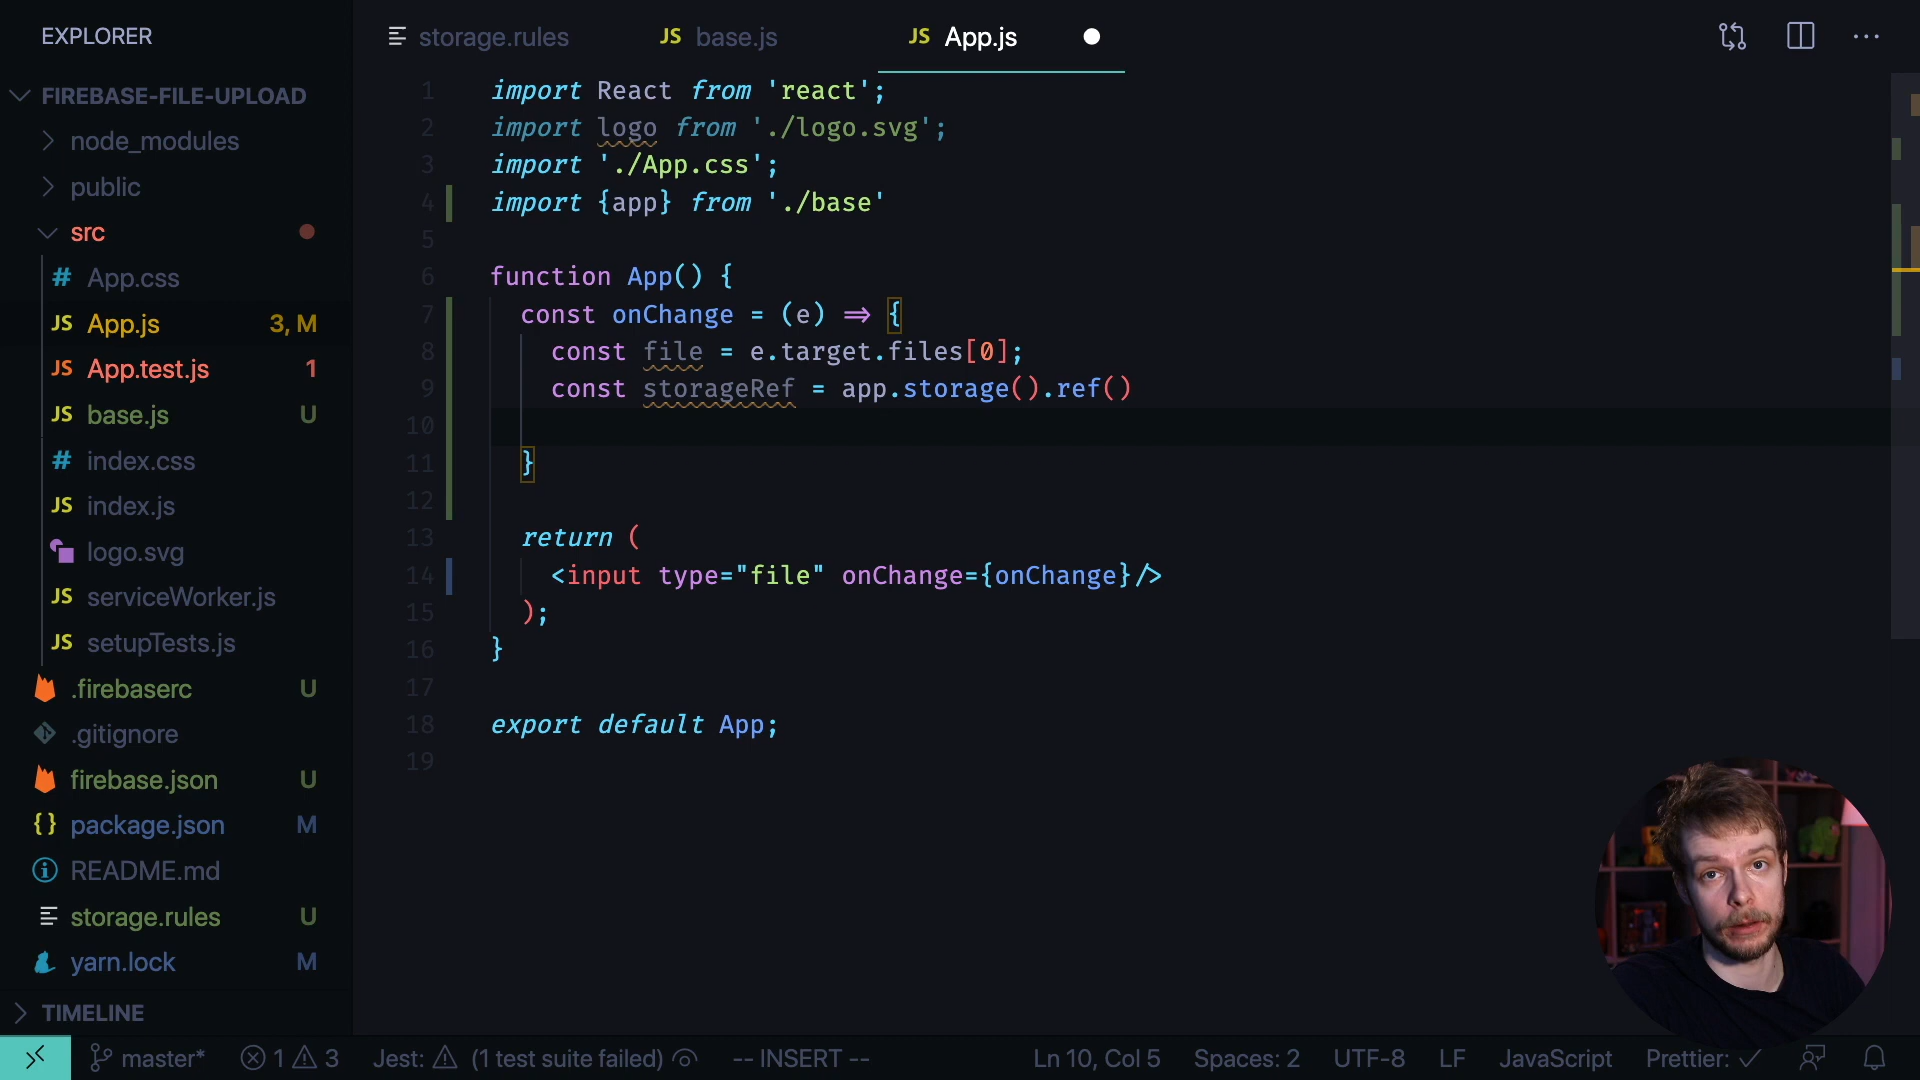 EXPLORER
FIREBASE-FILE-UPLOAD
node_modules
public
src
# App.css
JS App.js 3, M
JS App.test.js 1
JS base.js U
# index.css
JS index.js
logo.svg
JS serviceWorker.js
JS setupTests.js
.firebaserc U
.gitignore
firebase.json U
{} package.json M
README.md
storage.rules U
yarn.lock M
TIMELINE
storage.rules
JS base.js
JS App.js
1 import React from 'react';
2 import logo from './logo.svg';
3 import './App.css';
4 import {app} from './base'
5
6 function App() {
7 const onChange = (e) => {
8 const file = e.target.files[0];
9 const storageRef = app.storage().ref()
10
11 }
12
13 return (
14 <input type="file" onChange={onChange}/>
15 );
16 }
17
18 export default App;
19
master* 1 3 Jest: (1 test suite failed) -- INSERT -- Ln 10, Col 5 Spaces: 2 UTF-8 LF JavaScript Prettier: ✓